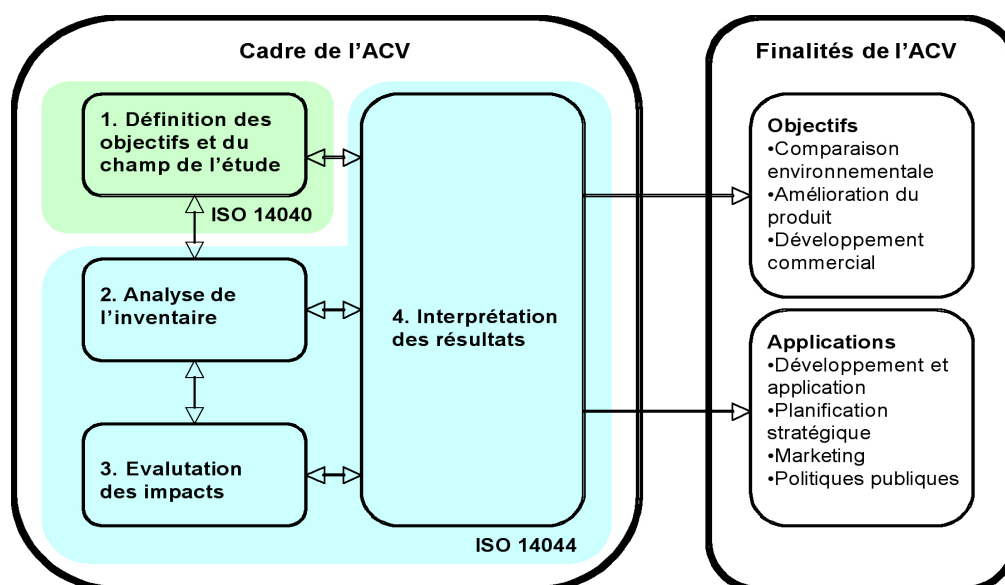 Cadre de l’ACV
1. Définition des
objectifs et du
champ de l’étude
ISO 14040
2. Analyse de
l’inventaire
3. Evalutation
des impacts
4. Interprétation
des résultats
ISO 14044
Finalités de l’ACV
Objectifs
•Comparaison
environnementale
•Amélioration du
produit
•Développement
commercial
Applications
•Développement et
application
•Planification
stratégique
•Marketing
•Politiques publiques